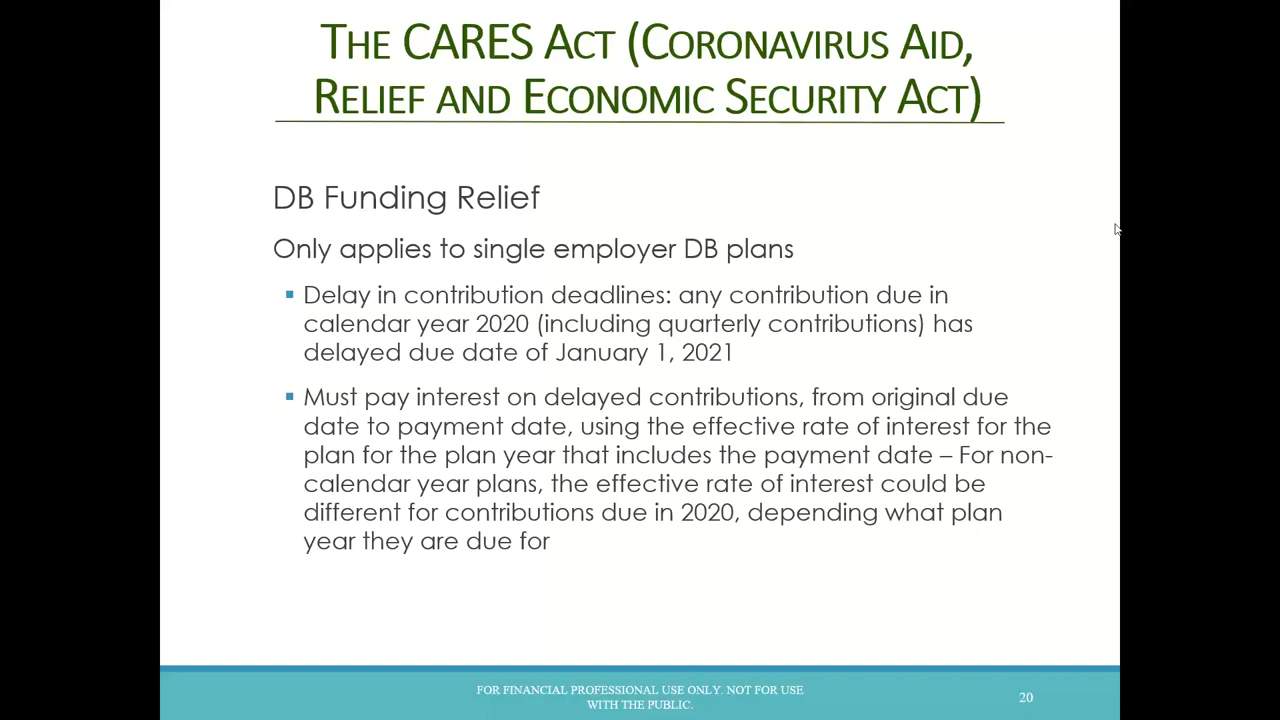 THE CARES ACT (CORONAVIRUS AID,
RELIEF AND ECONOMIC SECURITY ACT)
DB Funding Relief
Only applies to single employer DB plans
▪ Delay in contribution deadlines: any contribution due in
calendar year 2020 (including quarterly contributions) has
delayed due date of January 1, 2021
▪ Must pay interest on delayed contributions, from original due
date to payment date, using the effective rate of interest for the
plan for the plan year that includes the payment date – For non-
calendar year plans, the effective rate of interest could be
different for contributions due in 2020, depending what plan
year they are due for
FOR FINANCIAL PROFESSIONAL USE ONLY. NOT FOR USE
WITH THE PUBLIC.
20